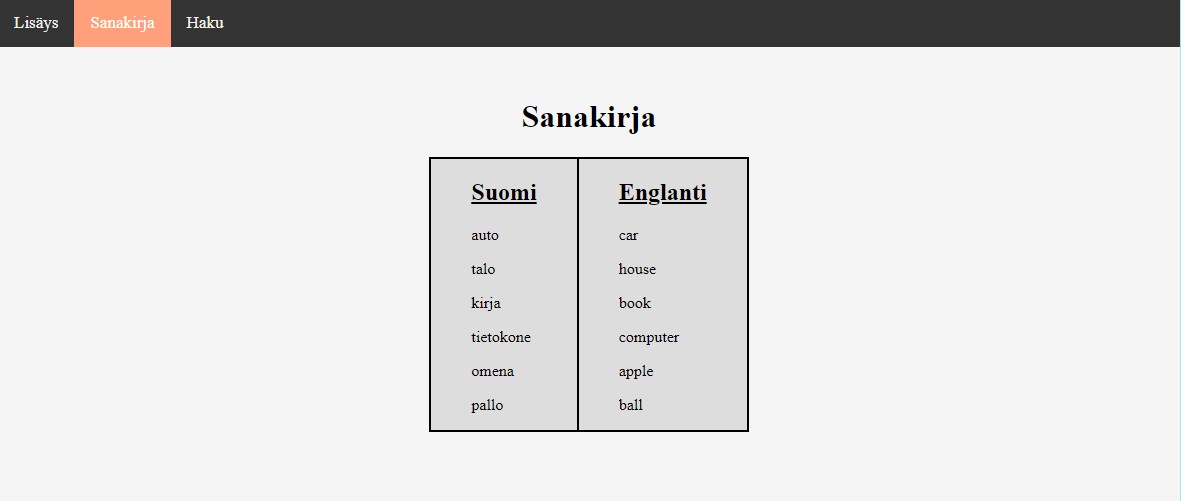 Lisäys Sanakirja Haku
Sanakirja
Suomi Englanti
auto car
talo house
kirja book
tietokone computer
omena apple
pallo ball